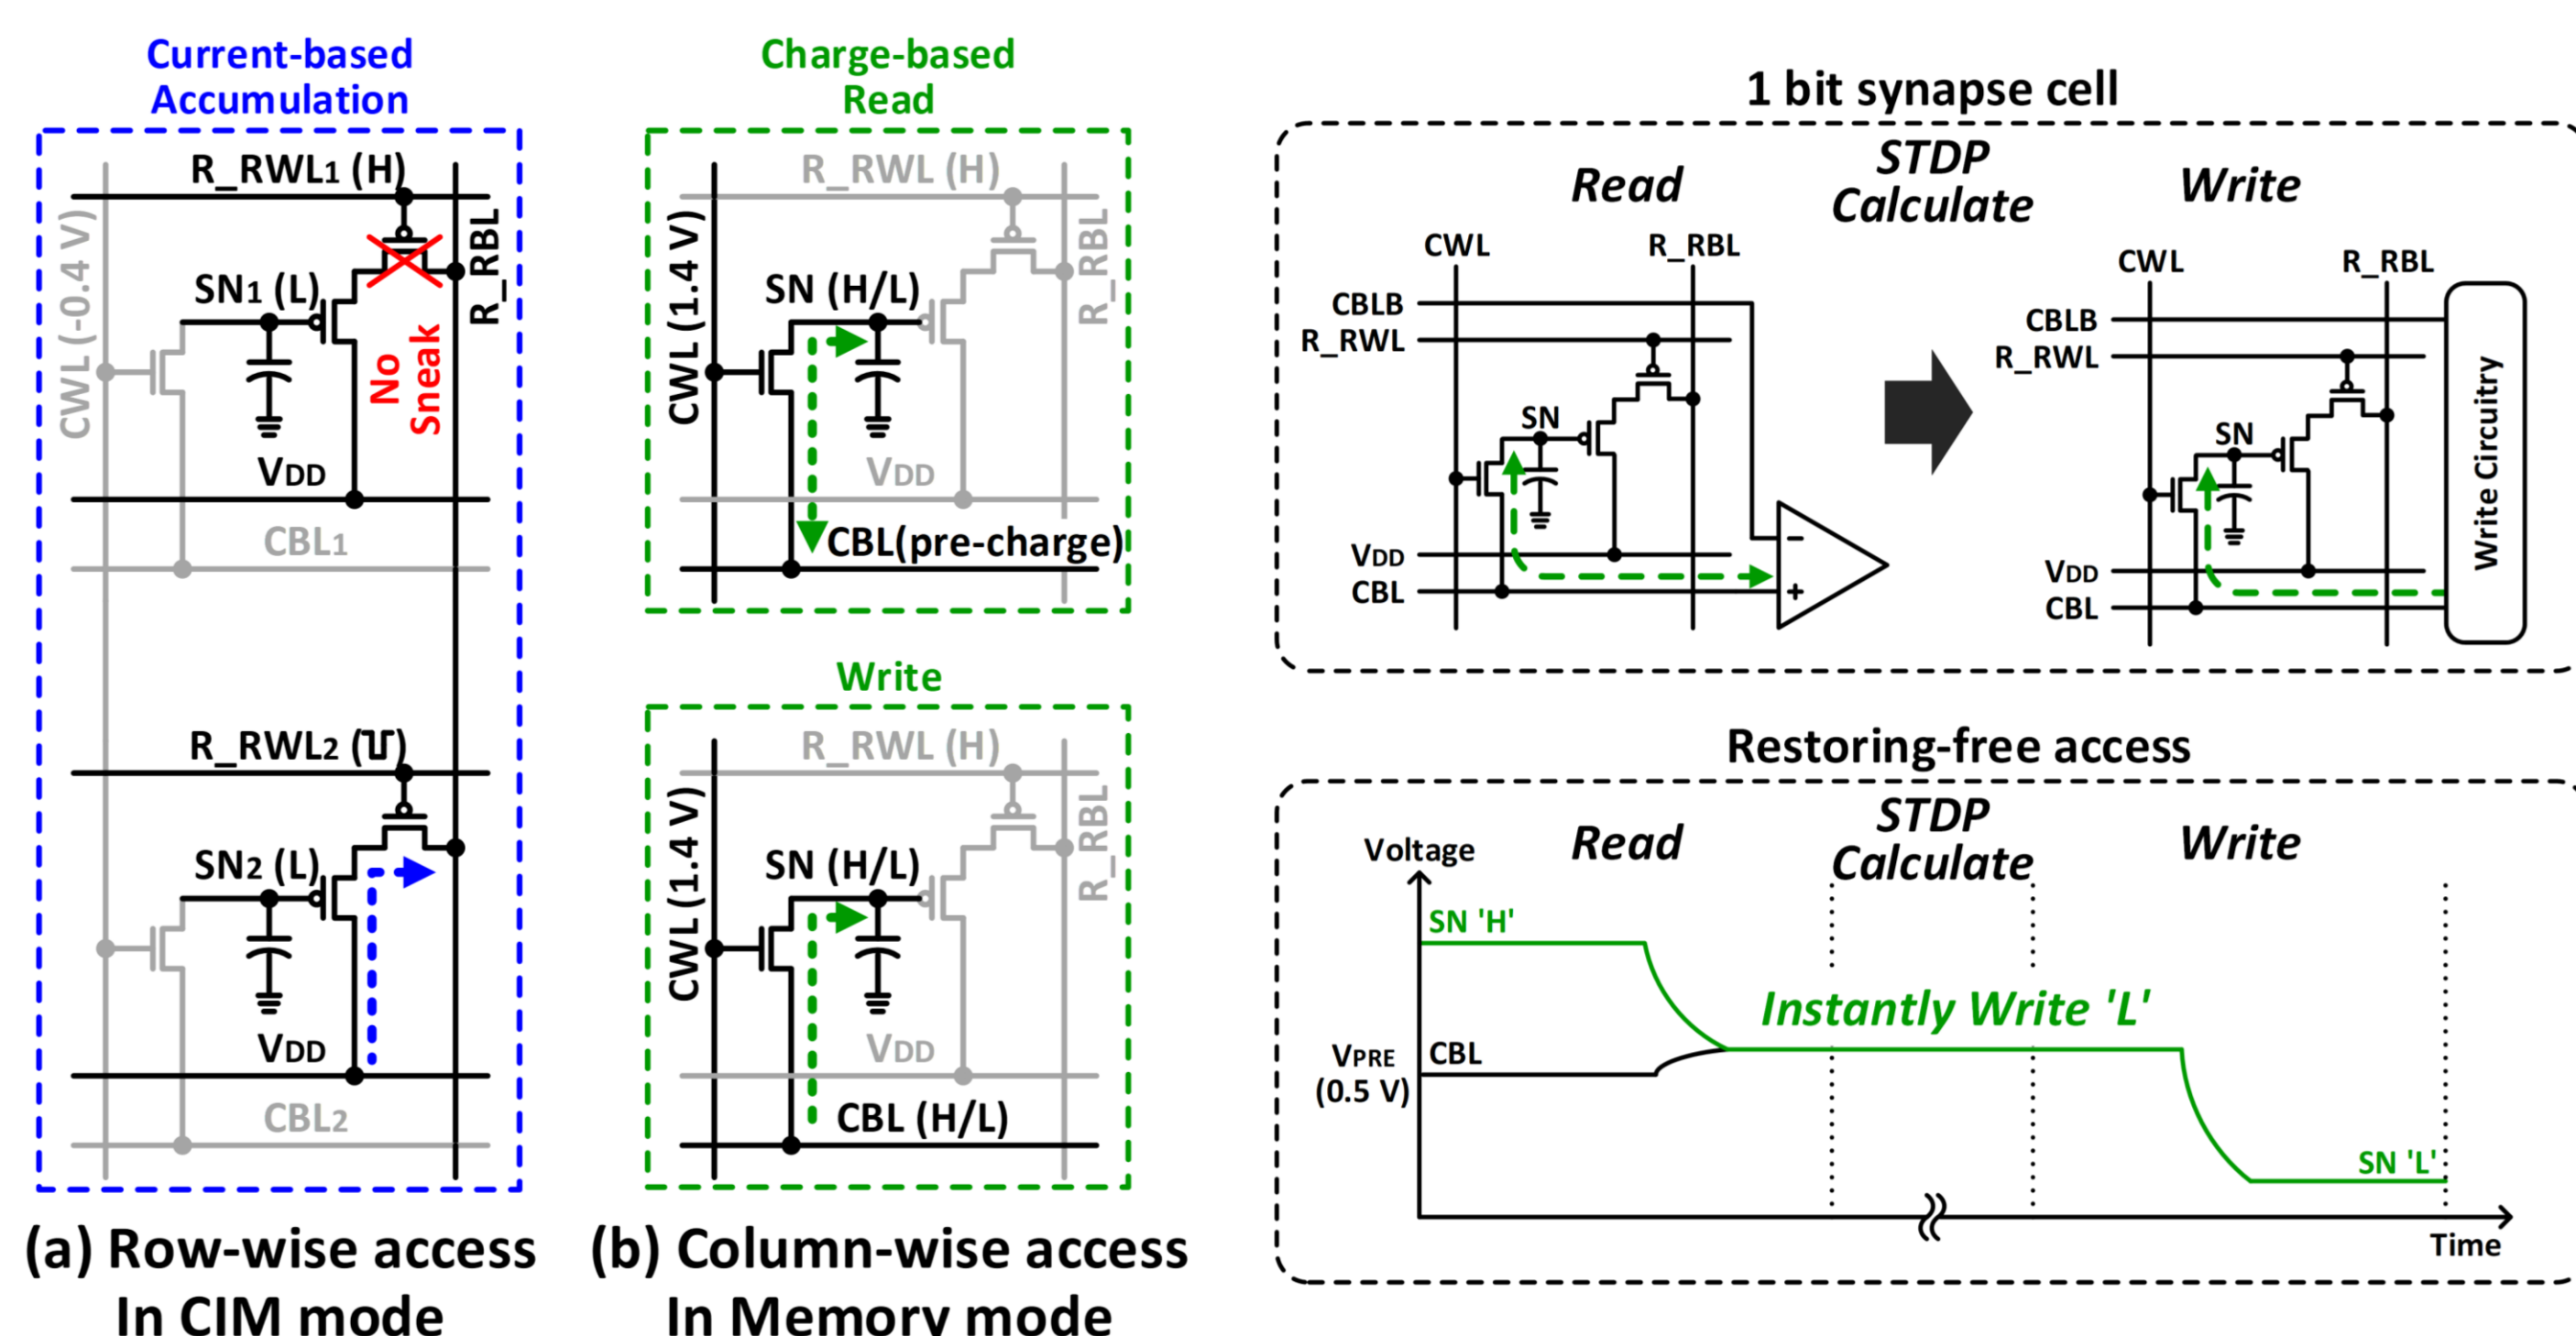 Current-based
Accumulation
R_RWL1 (H)
CWL (-0.4 V)
R_RBL
SN1 (L)
No
Sneak
VDD
CBL1
R_RWL2 ( )
SN2 (L)
VDD
CBL2
(a) Row-wise access
In CIM mode
Charge-based
Read
R_RWL (H)
CWL (1.4 V)
R_RBL
SN (H/L)
VDD
CBL(pre-charge)
Write
R_RWL (H)
CWL (1.4 V)
R_RBL
SN (H/L)
VDD
CBL (H/L)
(b) Column-wise access
In Memory mode
1 bit synapse cell
Read
STDP
Calculate
Write
CWL
R_RBL
CBLB
R_RWL
SN
VDD
CBL
−
+
CWL
R_RBL
CBLB
R_RWL
SN
VDD
CBL
Write Circuitry
Restoring-free access
Voltage
Read
STDP
Calculate
Write
SN 'H'
Instantly Write 'L'
VPRE
(0.5 V)
CBL
SN 'L'
Time